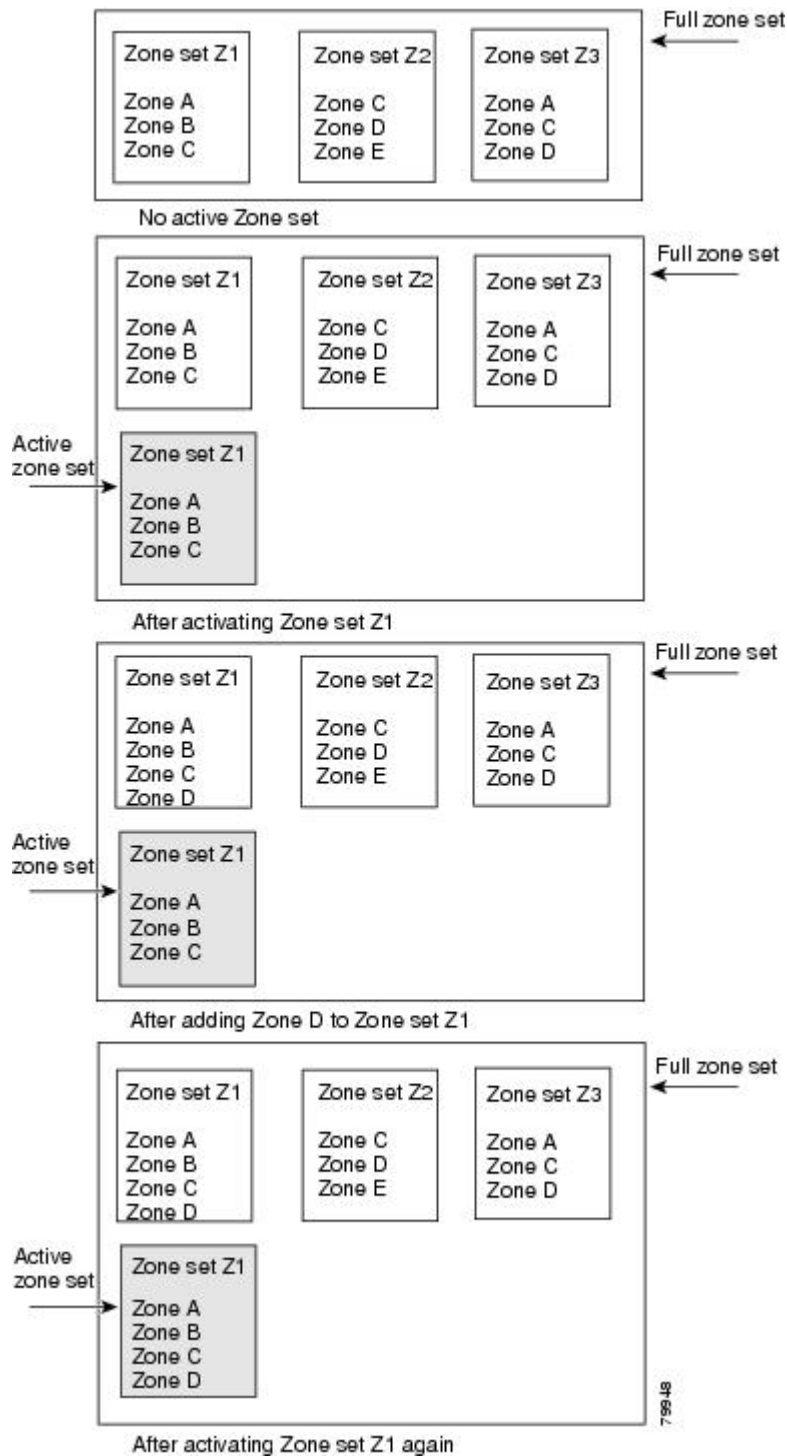 Full zone set
Zone set Z1
Zone A
Zone B
Zone C
Zone set Z2
Zone C
Zone D
Zone E
Zone set Z3
Zone A
Zone C
Zone D
No active Zone set
Full zone set
Zone set Z1
Zone A
Zone B
Zone C
Zone set Z2
Zone C
Zone D
Zone E
Zone set Z3
Zone A
Zone C
Zone D
Active
zone set
Zone set Z1
Zone A
Zone B
Zone C
After activating Zone set Z1
Full zone set
Zone set Z1
Zone A
Zone B
Zone C
Zone D
Zone set Z2
Zone C
Zone D
Zone E
Zone set Z3
Zone A
Zone C
Zone D
Active
zone set
Zone set Z1
Zone A
Zone B
Zone C
After adding Zone D to Zone set Z1
Full zone set
Zone set Z1
Zone A
Zone B
Zone C
Zone D
Zone set Z2
Zone C
Zone D
Zone E
Zone set Z3
Zone A
Zone C
Zone D
Active
zone set
Zone set Z1
Zone A
Zone B
Zone C
Zone D
79948
After activating Zone set Z1 again